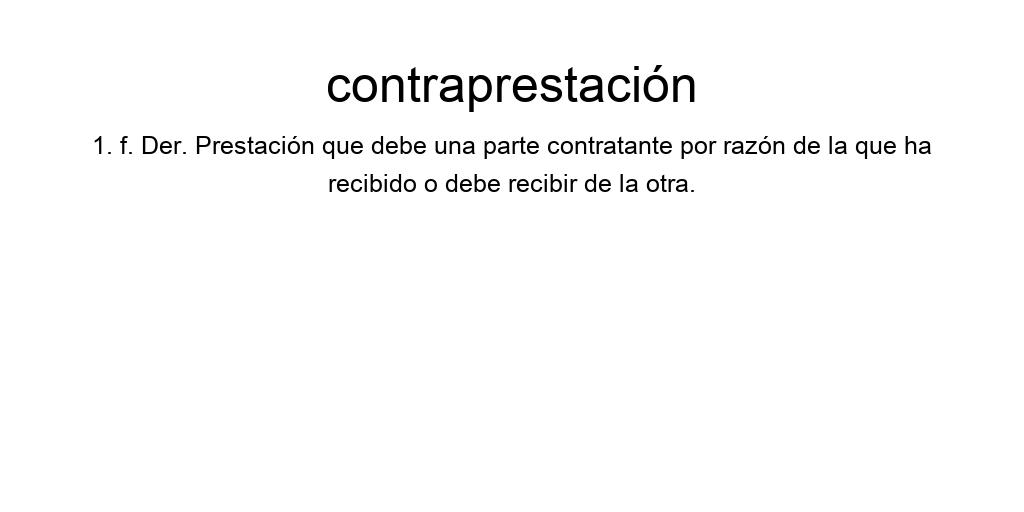 contraprestación
1. f. Der. Prestación que debe una parte contratante por razón de la que ha
recibido o debe recibir de la otra.